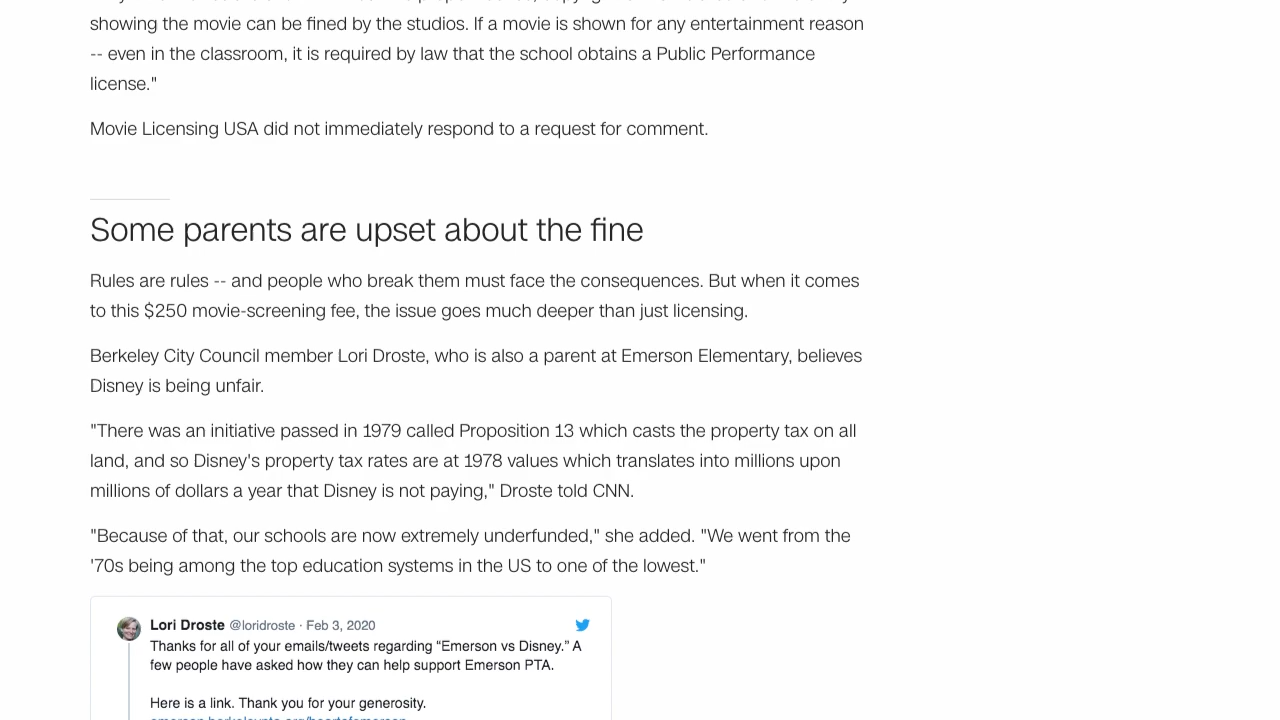 showing the movie can be fined by the studios. If a movie is shown for any entertainment reason
-- even in the classroom, it is required by law that the school obtains a Public Performance
license."
Movie Licensing USA did not immediately respond to a request for comment.
Some parents are upset about the fine
Rules are rules -- and people who break them must face the consequences. But when it comes
to this $250 movie-screening fee, the issue goes much deeper than just licensing.
Berkeley City Council member Lori Droste, who is also a parent at Emerson Elementary, believes
Disney is being unfair.
"There was an initiative passed in 1979 called Proposition 13 which casts the property tax on all
land, and so Disney's property tax rates are at 1978 values which translates into millions upon
millions of dollars a year that Disney is not paying," Droste told CNN.
"Because of that, our schools are now extremely underfunded," she added. "We went from the
'70s being among the top education systems in the US to one of the lowest."
Lori Droste @loridroste · Feb 3, 2020
Thanks for all of your emails/tweets regarding “Emerson vs Disney.” A
few people have asked how they can help support Emerson PTA.
Here is a link. Thank you for your generosity.